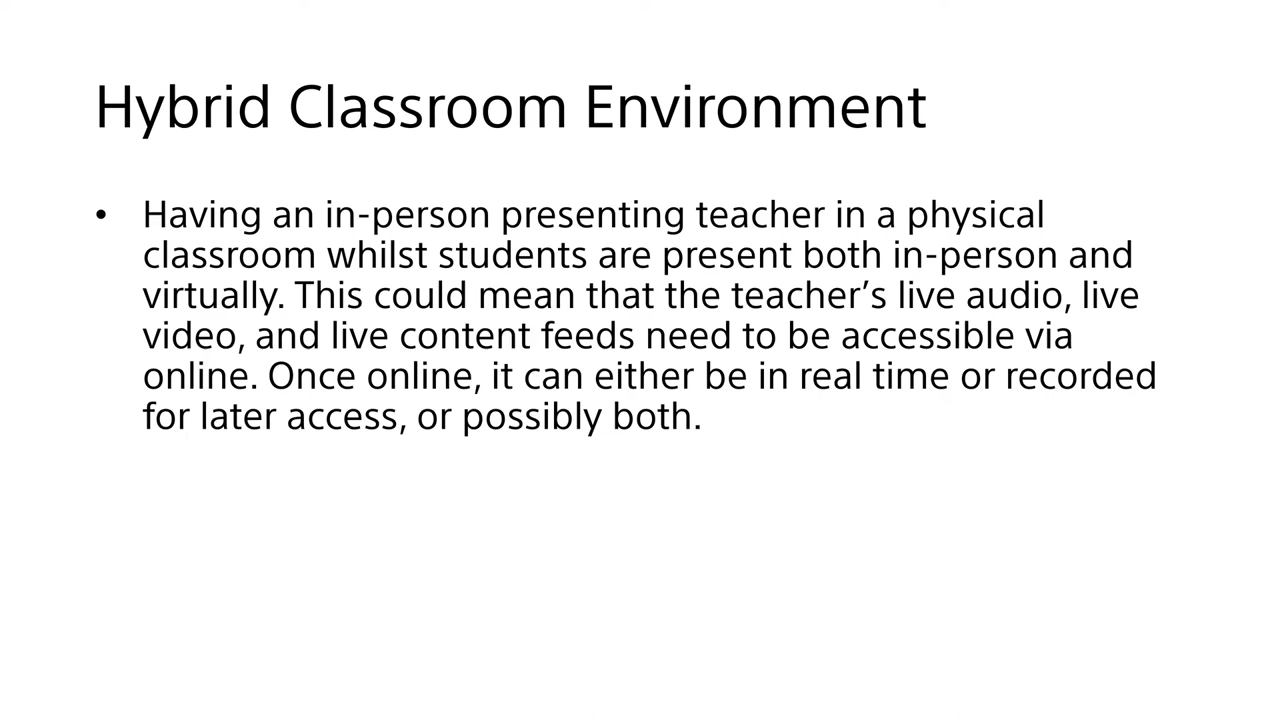 Hybrid Classroom Environment
• Having an in-person presenting teacher in a physical
classroom whilst students are present both in-person and
virtually. This could mean that the teacher’s live audio, live
video, and live content feeds need to be accessible via
online. Once online, it can either be in real time or recorded
for later access, or possibly both.